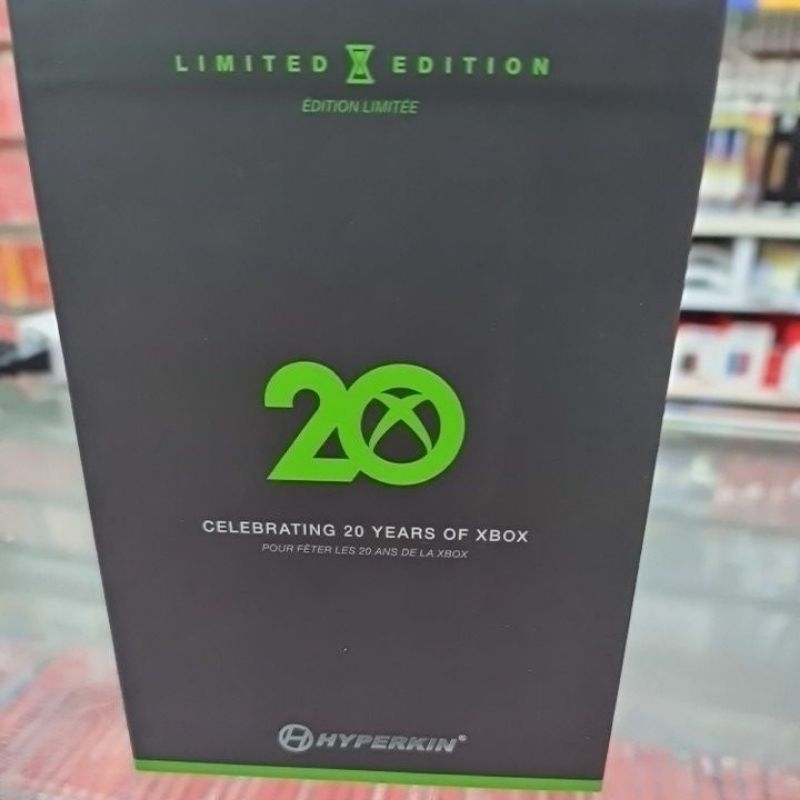 LIMITED EDITION
ÉDITION LIMITÉE
20
CELEBRATING 20 YEARS OF XBOX
POUR FÊTER LES 20 ANS DE LA XBOX
HYPERKIN®